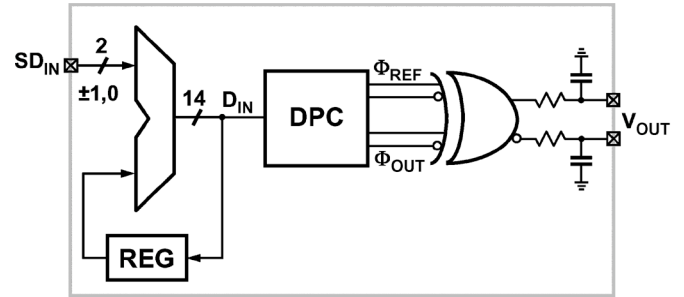 SD_IN
2
±1,0
14
D_IN
DPC
Φ_REF
Φ_OUT
V_OUT
REG